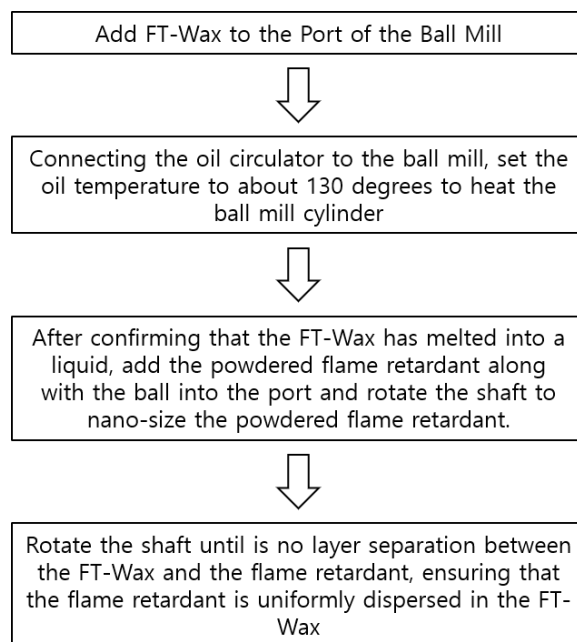 Add FT-Wax to the Port of the Ball Mill
Connecting the oil circulator to the ball mill, set the
oil temperature to about 130 degrees to heat the
ball mill cylinder
After confirming that the FT-Wax has melted into a
liquid, add the powdered flame retardant along
with the ball into the port and rotate the shaft to
nano-size the powdered flame retardant.
Rotate the shaft until is no layer separation between
the FT-Wax and the flame retardant, ensuring that
the flame retardant is uniformly dispersed in the FT-
Wax